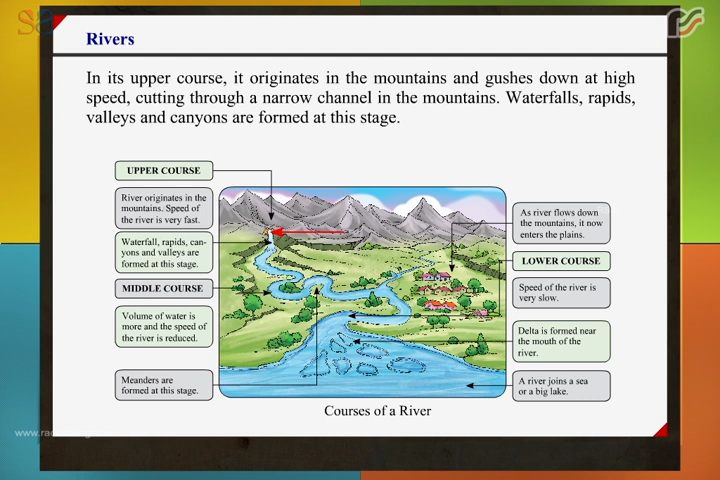 Rivers
In its upper course, it originates in the mountains and gushes down at high
speed, cutting through a narrow channel in the mountains. Waterfalls, rapids,
valleys and canyons are formed at this stage.
UPPER COURSE
River originates in the
mountains. Speed of
the river is very fast.
Waterfall, rapids, can-
yons and valleys are
formed at this stage.
MIDDLE COURSE
Volume of water is
more and the speed of
the river is reduced.
Meanders are
formed at this stage.
As river flows down
the mountains, it now
enters the plains.
LOWER COURSE
Speed of the river is
very slow.
Delta is formed near
the mouth of the
river.
A river joins a sea
or a big lake.
Courses of a River